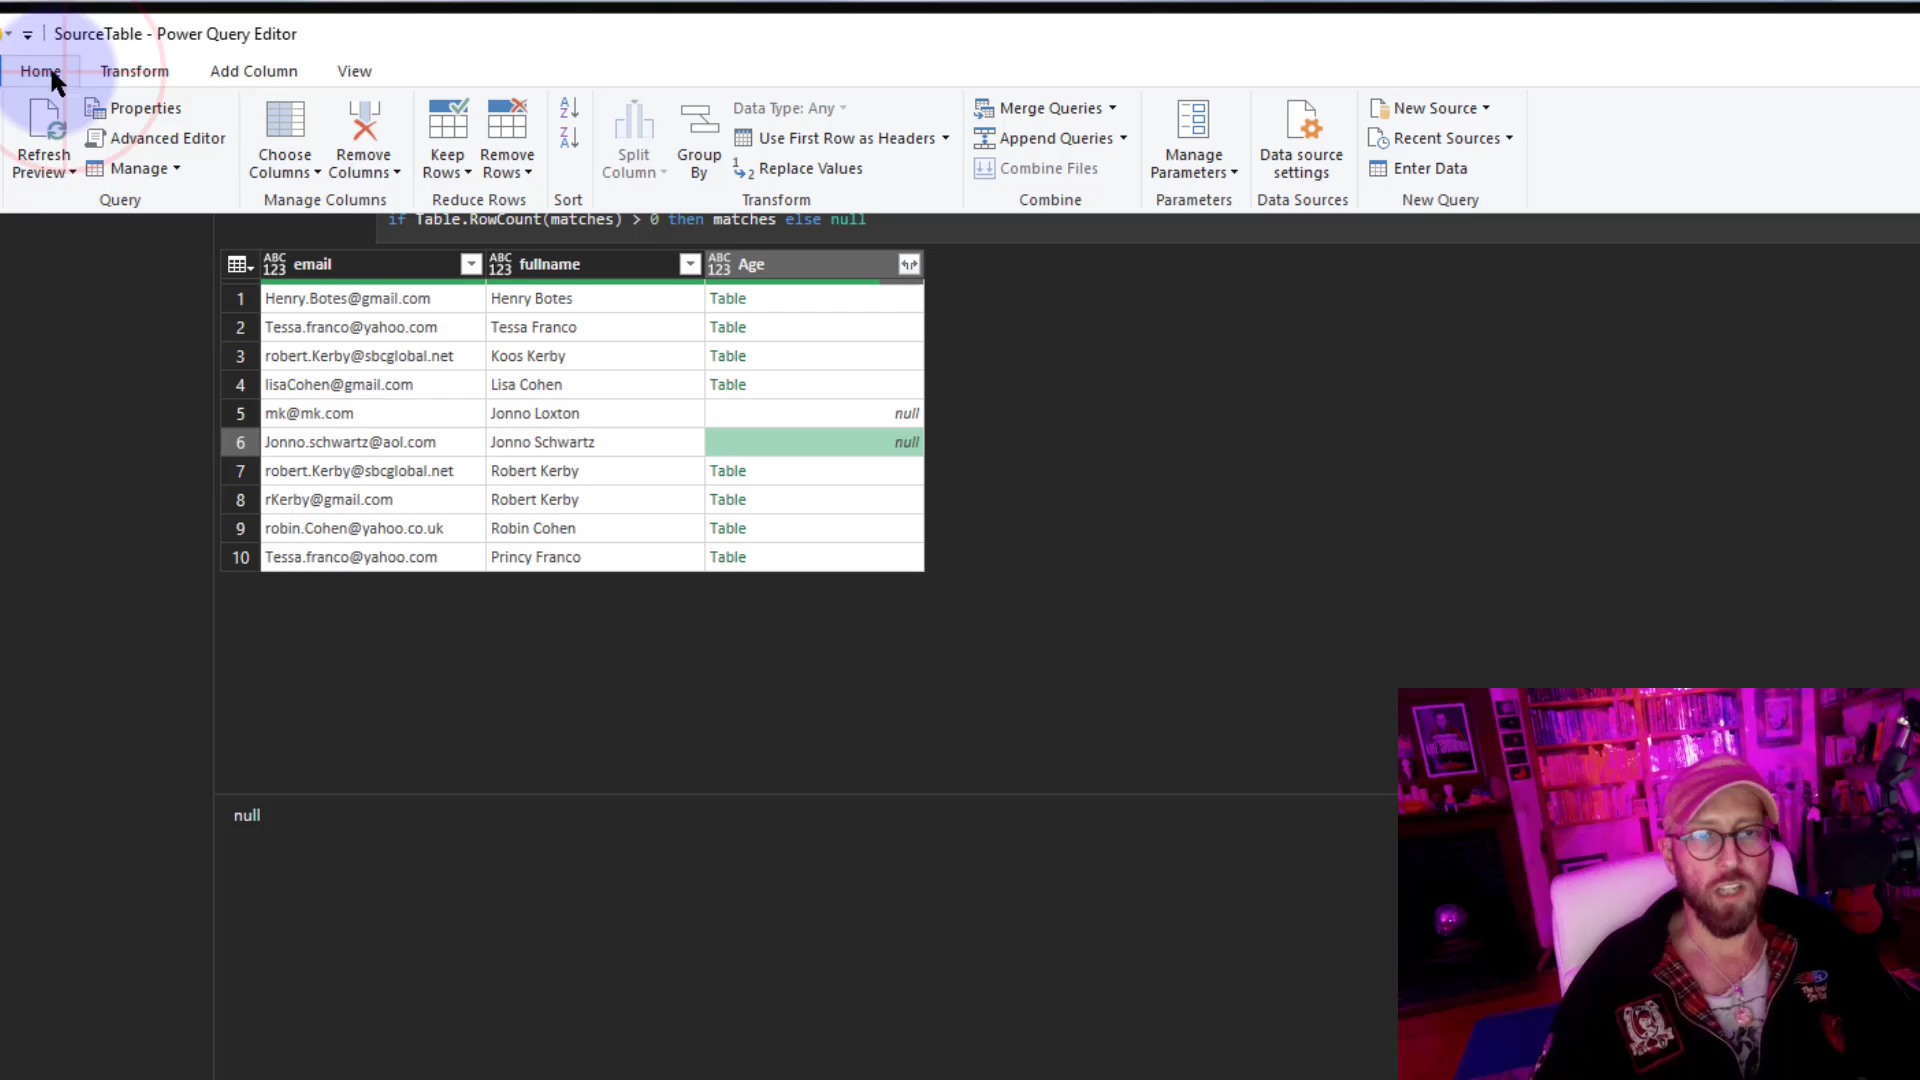 SourceTable - Power Query Editor
Home Transform Add Column View
Refresh Preview
Properties
Advanced Editor
Manage
Query
Choose Columns
Remove Columns
Manage Columns
Keep Rows
Remove Rows
Reduce Rows
A Z
Z A
Sort
Split Column
Group By
Data Type: Any
Use First Row as Headers
1 2 Replace Values
Transform
Merge Queries
Append Queries
Combine Files
Combine
Manage Parameters
Parameters
Data source settings
Data Sources
New Source
Recent Sources
Enter Data
New Query
if Table.RowCount(matches) > 0 then matches else null
ABC 123 email ABC 123 fullname ABC 123 Age
1 Henry.Botes@gmail.com Henry Botes Table
2 Tessa.franco@yahoo.com Tessa Franco Table
3 robert.Kerby@sbcglobal.net Koos Kerby Table
4 lisaCohen@gmail.com Lisa Cohen Table
5 mk@mk.com Jonno Loxton null
6 Jonno.schwartz@aol.com Jonno Schwartz null
7 robert.Kerby@sbcglobal.net Robert Kerby Table
8 rKerby@gmail.com Robert Kerby Table
9 robin.Cohen@yahoo.co.uk Robin Cohen Table
10 Tessa.franco@yahoo.com Princy Franco Table
null